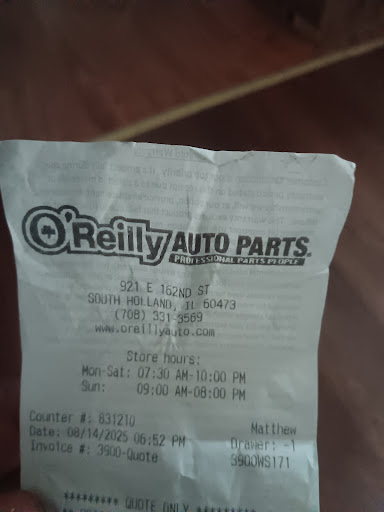 O'Reilly AUTO PARTS.
PROFESSIONAL PARTS PEOPLE
921 E 162ND ST
SOUTH HOLLAND, IL 60473
(708) 331-3569
www.oreillyauto.com
Store hours:
Mon-Sat: 07:30 AM-10:00 PM
Sun: 09:00 AM-08:00 PM
Counter #: 831210 Matthew
Date: 08/14/2025 06:52 PM Drawer: -1
Invoice #: 3900-Quote 3900WS171
********* QUOTE ONLY *********